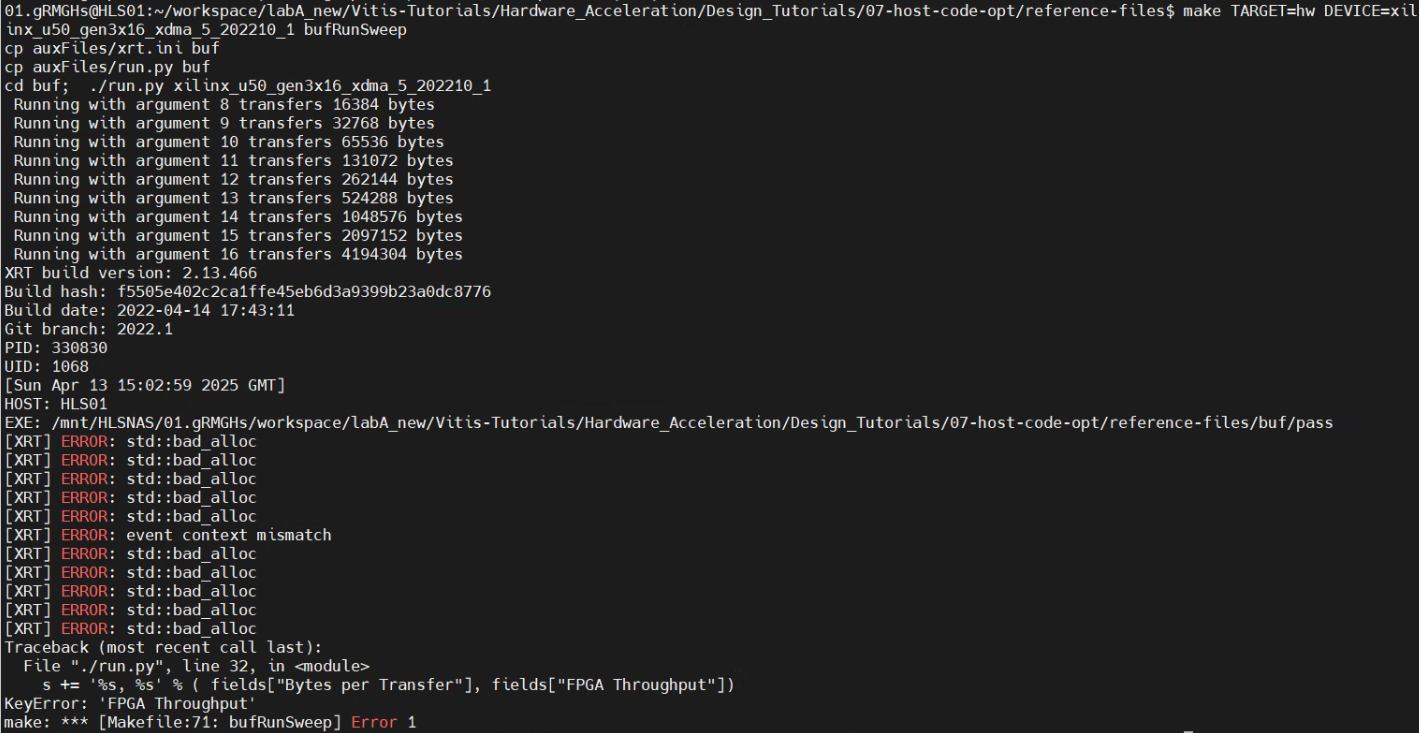 01.gRMGHs@HLS01:~/workspace/labA_new/Vitis-Tutorials/Hardware_Acceleration/Design_Tutorials/07-host-code-opt/reference-files$ make TARGET=hw DEVICE=xil
inx_u50_gen3x16_xdma_5_202210_1 bufRunSweep
cp auxFiles/xrt.ini buf
cp auxFiles/run.py buf
cd buf;  ./run.py xilinx_u50_gen3x16_xdma_5_202210_1
 Running with argument 8 transfers 16384 bytes
 Running with argument 9 transfers 32768 bytes
 Running with argument 10 transfers 65536 bytes
 Running with argument 11 transfers 131072 bytes
 Running with argument 12 transfers 262144 bytes
 Running with argument 13 transfers 524288 bytes
 Running with argument 14 transfers 1048576 bytes
 Running with argument 15 transfers 2097152 bytes
 Running with argument 16 transfers 4194304 bytes
XRT build version: 2.13.466
Build hash: f5505e402c2ca1ffe45eb6d3a9399b23a0dc8776
Build date: 2022-04-14 17:43:11
Git branch: 2022.1
PID: 330830
UID: 1068
[Sun Apr 13 15:02:59 2025 GMT]
HOST: HLS01
EXE: /mnt/HLSNAS/01.gRMGHs/workspace/labA_new/Vitis-Tutorials/Hardware_Acceleration/Design_Tutorials/07-host-code-opt/reference-files/buf/pass
[XRT] ERROR: std::bad_alloc
[XRT] ERROR: std::bad_alloc
[XRT] ERROR: std::bad_alloc
[XRT] ERROR: std::bad_alloc
[XRT] ERROR: std::bad_alloc
[XRT] ERROR: event context mismatch
[XRT] ERROR: std::bad_alloc
[XRT] ERROR: std::bad_alloc
[XRT] ERROR: std::bad_alloc
[XRT] ERROR: std::bad_alloc
[XRT] ERROR: std::bad_alloc
Traceback (most recent call last):
  File "./run.py", line 32, in <module>
    s += '%s, %s' % ( fields["Bytes per Transfer"], fields["FPGA Throughput"])
KeyError: 'FPGA Throughput'
make: *** [Makefile:71: bufRunSweep] Error 1